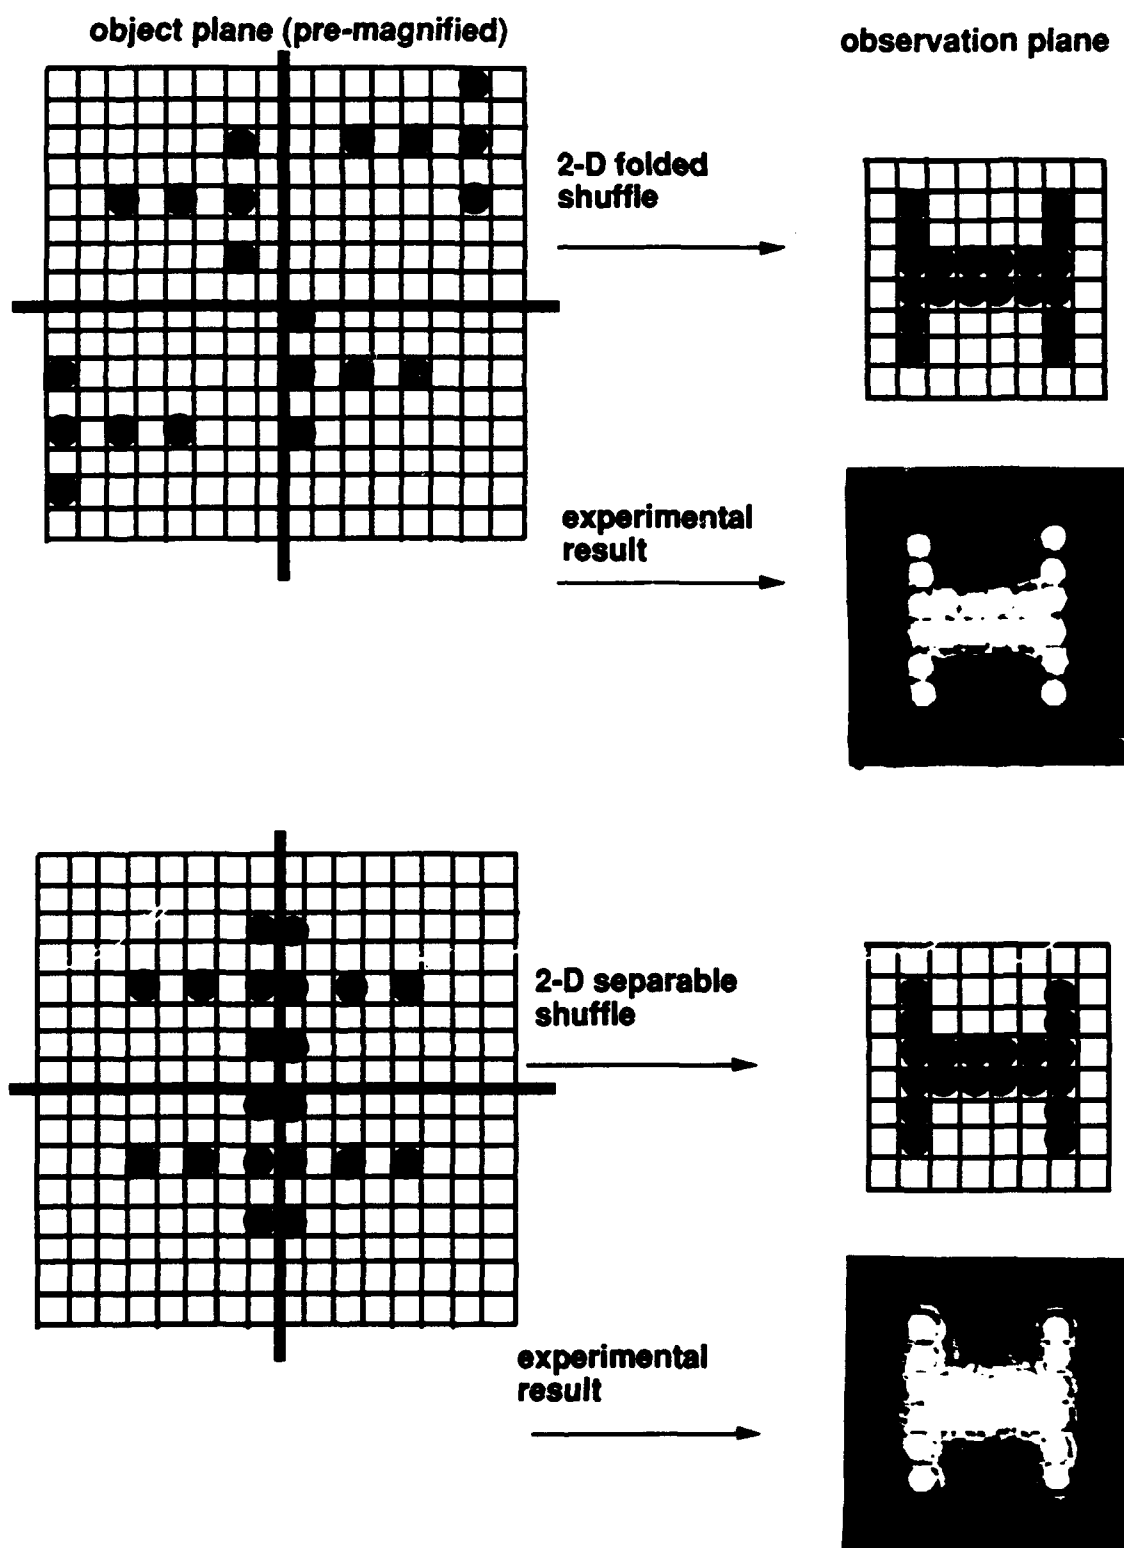 object plane (pre-magnified)
observation plane
2-D folded
shuffle
experimental
result
2-D separable
shuffle
experimental
result